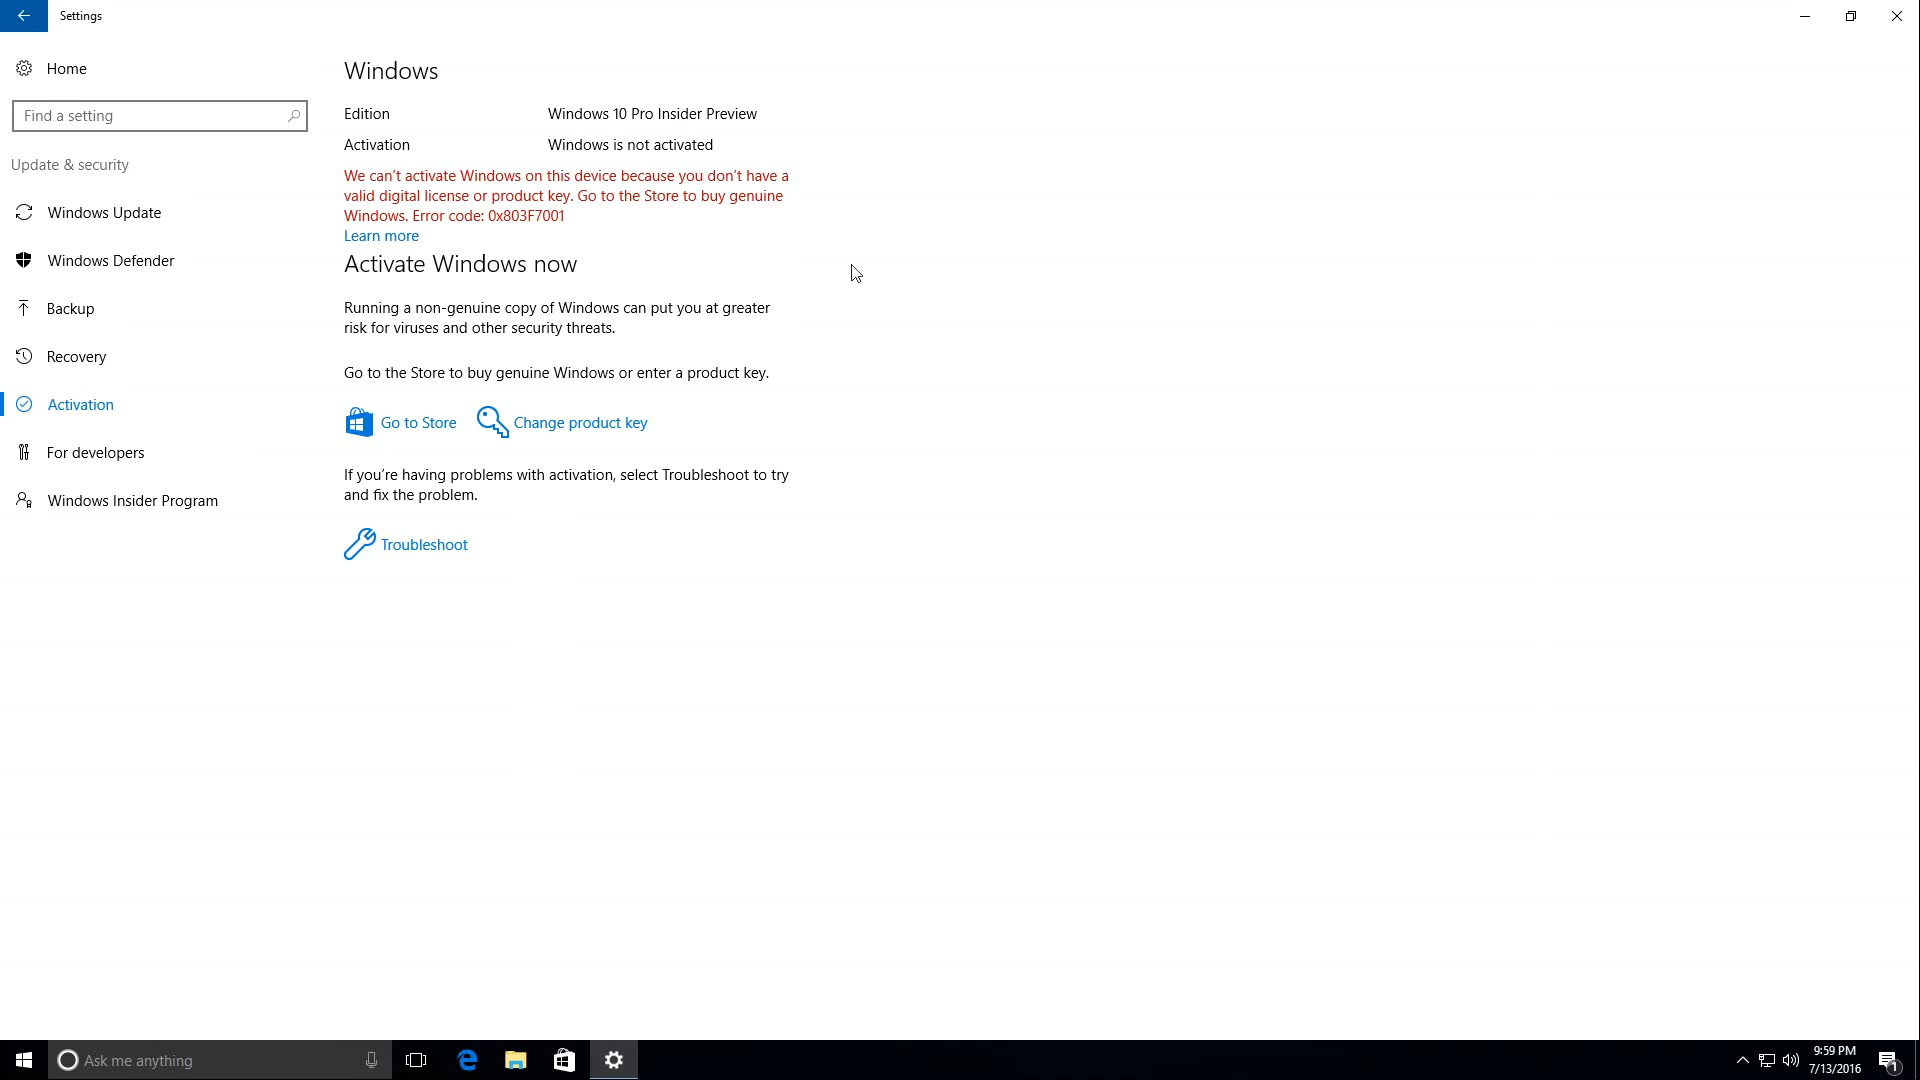 Settings
Home
Find a setting
Update & security
Windows Update
Windows Defender
Backup
Recovery
Activation
For developers
Windows Insider Program
Windows
Edition Windows 10 Pro Insider Preview
Activation Windows is not activated
We can't activate Windows on this device because you don't have a
valid digital license or product key. Go to the Store to buy genuine
Windows. Error code: 0x803F7001
Learn more
Activate Windows now
Running a non-genuine copy of Windows can put you at greater
risk for viruses and other security threats.
Go to the Store to buy genuine Windows or enter a product key.
Go to Store Change product key
If you're having problems with activation, select Troubleshoot to try
and fix the problem.
Troubleshoot
Ask me anything
9:59 PM
7/13/2016
1